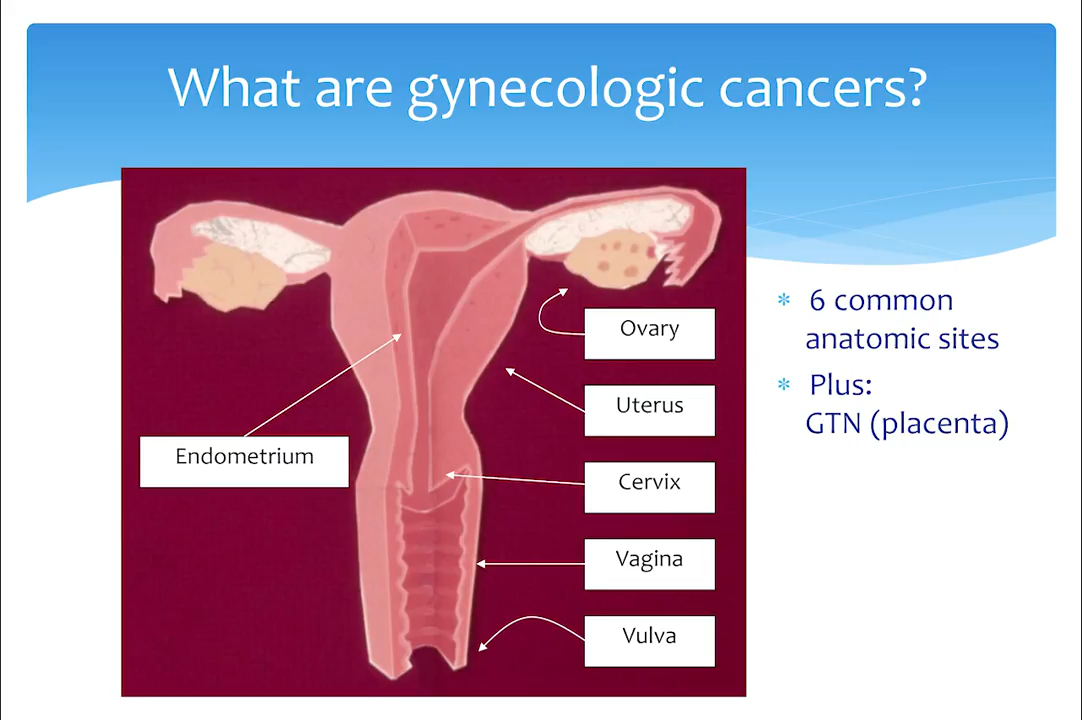 What are gynecologic cancers?
Ovary
Uterus
Endometrium
Cervix
Vagina
Vulva
* 6 common
anatomic sites
* Plus:
GTN (placenta)